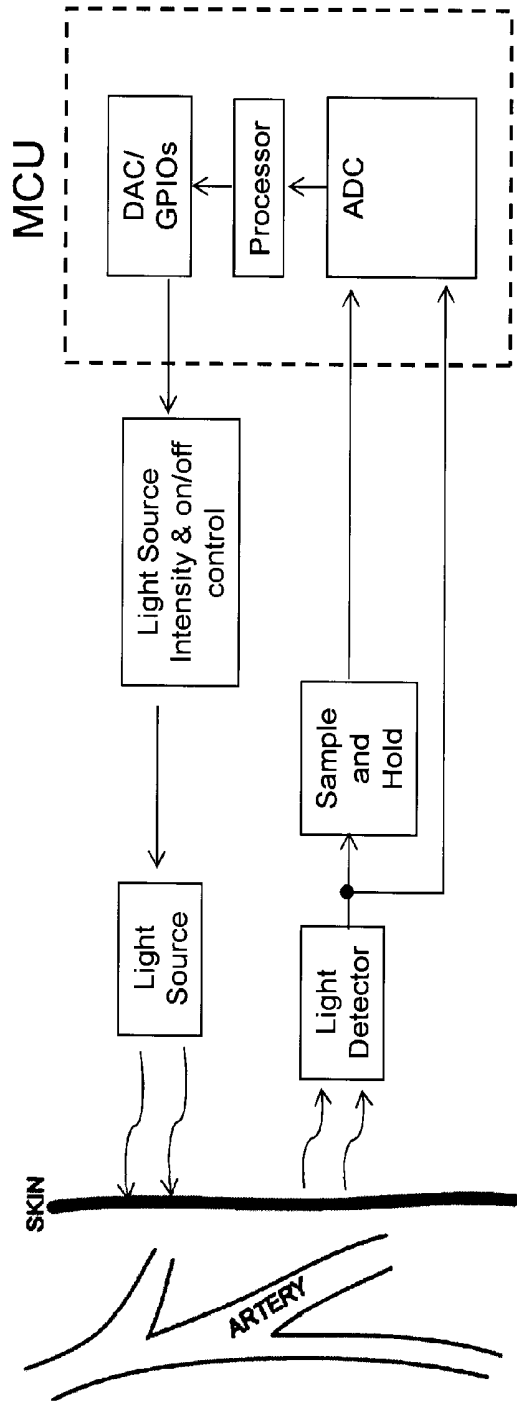 MCU
DAC/
GPIOs
Processor
ADC
Light Source
Intensity & on/off
control
Light
Source
Sample
and
Hold
Light
Detector
SKIN
ARTERY